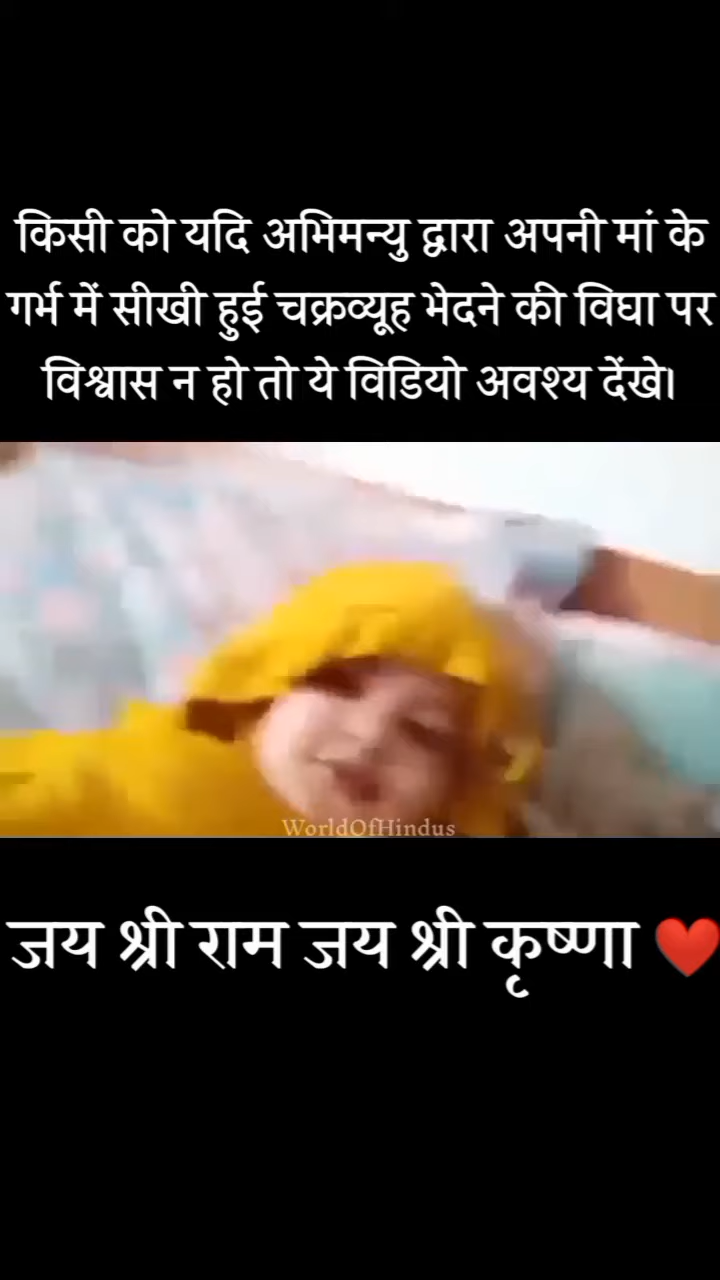 किसी को यदि अभिमन्यु द्वारा अपनी मां के
गर्भ में सीखी हुई चक्रव्यूह भेदने की विघा पर
विश्वास न हो तो ये विडियो अवश्य देंखे।
WorldOfHindus
जय श्री राम जय श्री कृष्णा ❤️